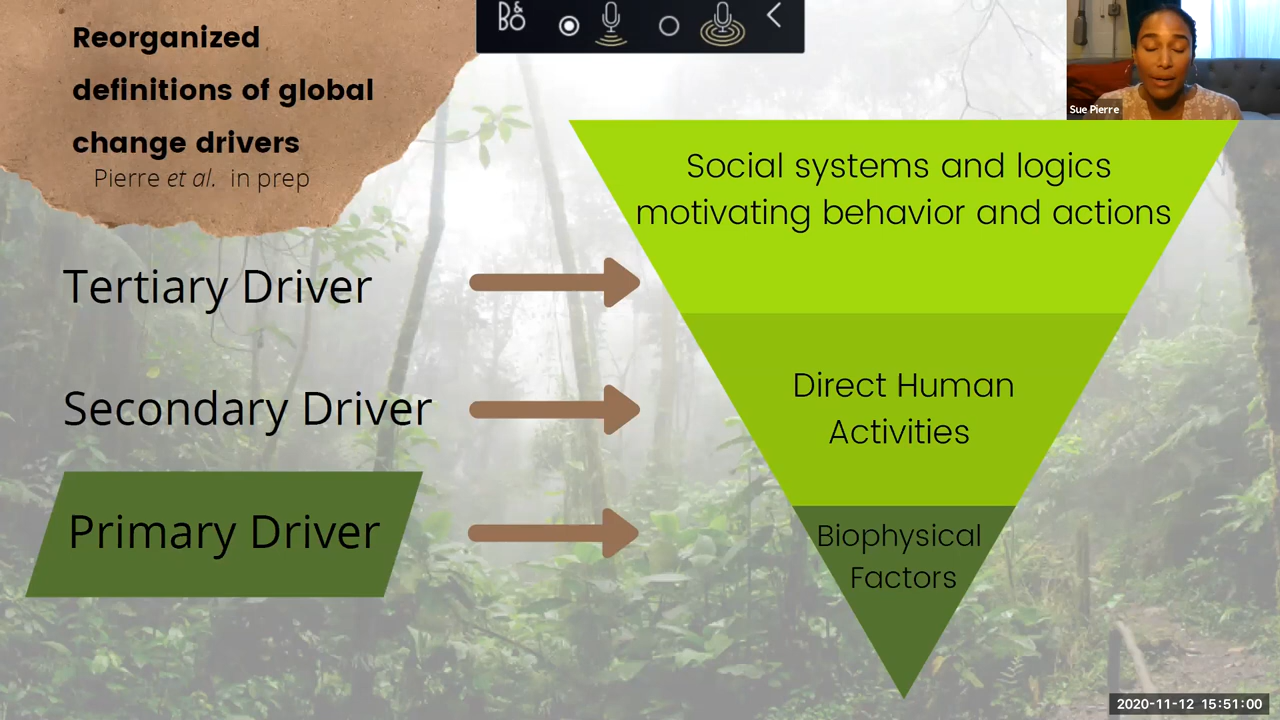 Reorganized
definitions of global
change drivers
Pierre et al. in prep
B&O
Sue Pierre
Social systems and logics
motivating behavior and actions
Tertiary Driver
Direct Human
Activities
Secondary Driver
Primary Driver
Biophysical
Factors
2020-11-12 15:51:00